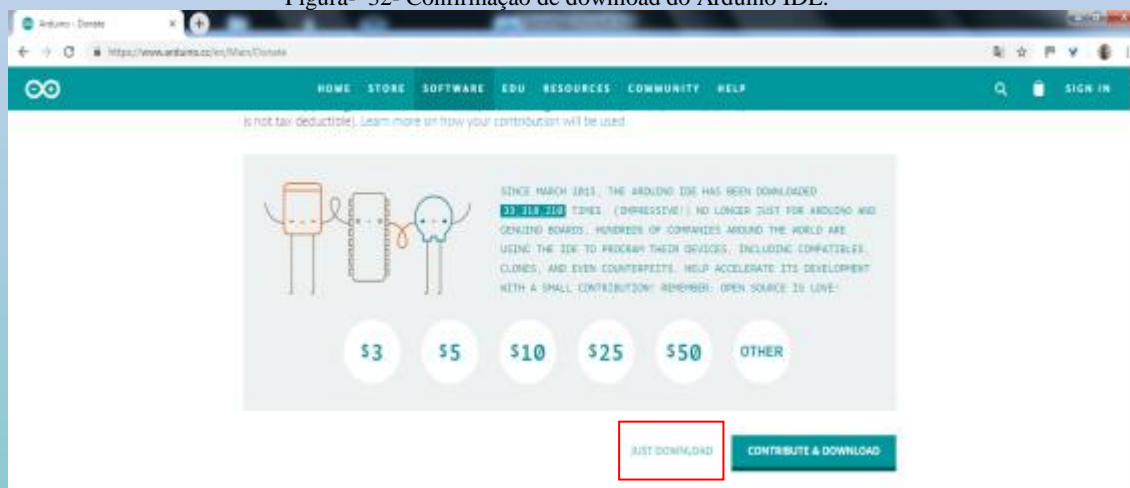 Figura- 32- Confirmação de download do Arduino IDE.
Arduino - Donate
https://www.arduino.cc/en/Main/Donate
HOME STORE SOFTWARE EDU RESOURCES COMMUNITY HELP SIGN IN
is not tax deductible). Learn more on how your contribution will be used.
SINCE MARCH 2015, THE ARDUINO IDE HAS BEEN DOWNLOADED
TIMES. (IMPRESSIVE!) NO LONGER JUST FOR ARDUINO AND
GENUINO BOARDS, HUNDREDS OF COMPANIES AROUND THE WORLD ARE
USING THE IDE TO PROGRAM THEIR DEVICES, INCLUDING COMPATIBLES,
CLONES, AND EVEN COUNTERFEITS. HELP ACCELERATE ITS DEVELOPMENT
WITH A SMALL CONTRIBUTION! REMEMBER: OPEN SOURCE IS LOVE!
$3 $5 $10 $25 $50 OTHER
JUST DOWNLOAD CONTRIBUTE & DOWNLOAD